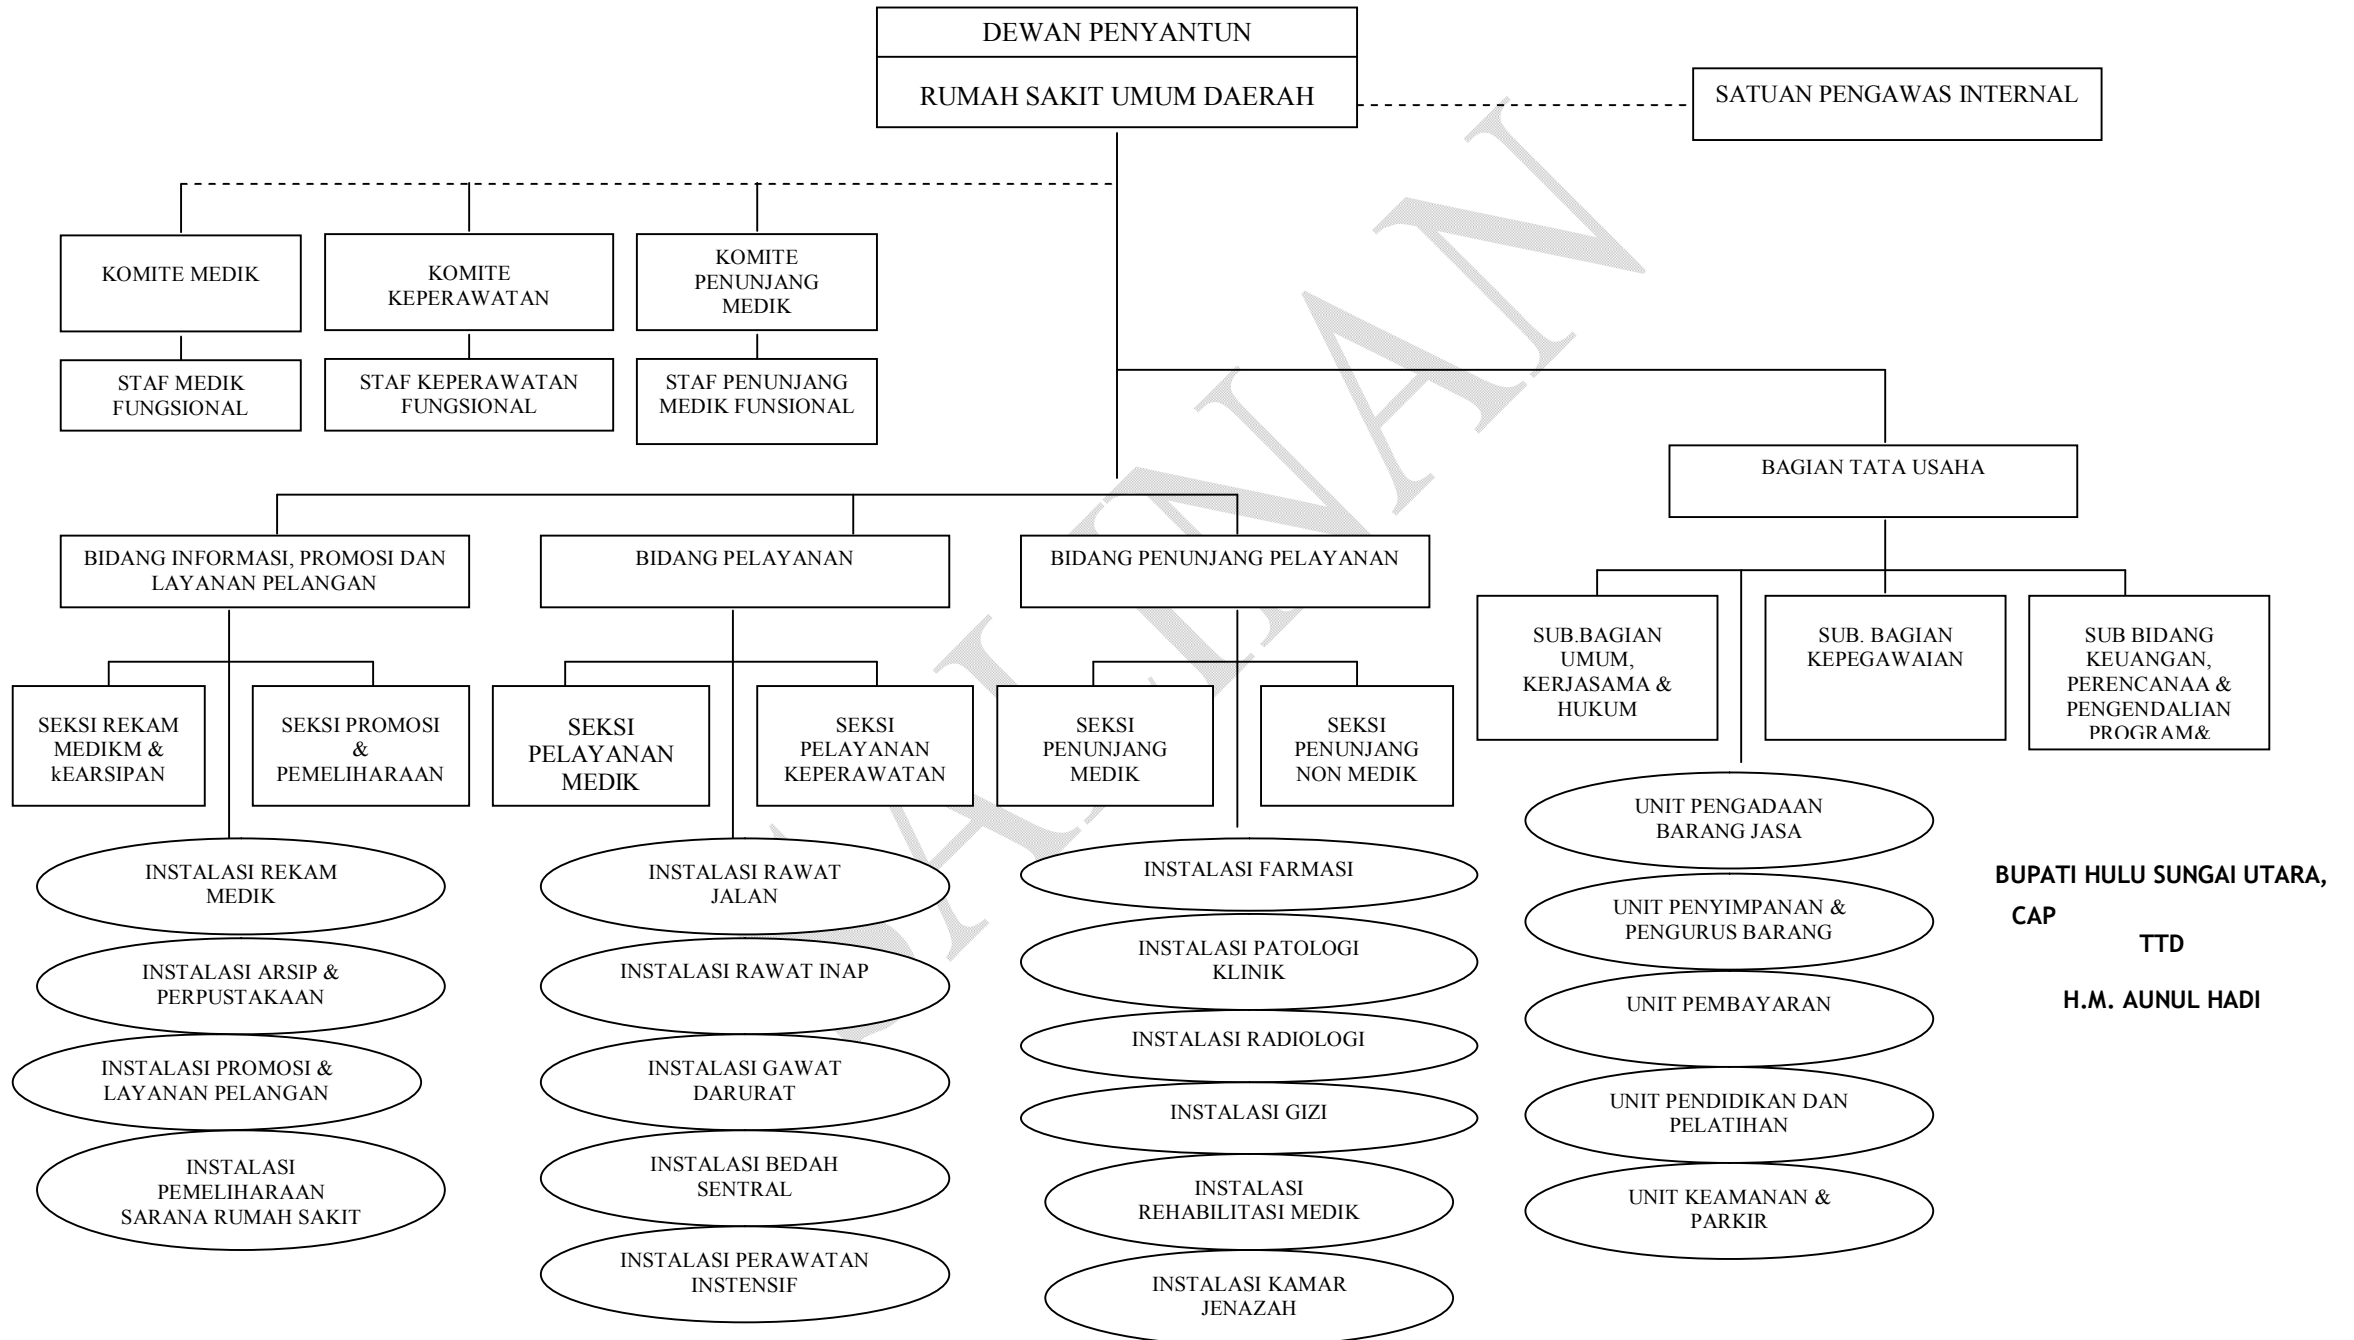 DEWAN PENYANTUN
RUMAH SAKIT UMUM DAERAH
SATUAN PENGAWAS INTERNAL
KOMITE MEDIK
KOMITE
KEPERAWATAN
KOMITE
PENUNJANG
MEDIK
STAF MEDIK
FUNGSIONAL
STAF KEPERAWATAN
FUNGSIONAL
STAF PENUNJANG
MEDIK FUNSIONAL
BAGIAN TATA USAHA
BIDANG INFORMASI, PROMOSI DAN
LAYANAN PELANGAN
BIDANG PELAYANAN
BIDANG PENUNJANG PELAYANAN
SUB.BAGIAN
UMUM,
KERJASAMA &
HUKUM
SUB. BAGIAN
KEPEGAWAIAN
SUB BIDANG
KEUANGAN,
PERENCANAA &
PENGENDALIAN
PROGRAM&
SEKSI REKAM
MEDIKM &
kEARSIPAN
SEKSI PROMOSI
&
PEMELIHARAAN
SEKSI
PELAYANAN
MEDIK
SEKSI
PELAYANAN
KEPERAWATAN
SEKSI
PENUNJANG
MEDIK
SEKSI
PENUNJANG
NON MEDIK
INSTALASI REKAM
MEDIK
INSTALASI ARSIP &
PERPUSTAKAAN
INSTALASI PROMOSI &
LAYANAN PELANGAN
INSTALASI
PEMELIHARAAN
SARANA RUMAH SAKIT
INSTALASI RAWAT
JALAN
INSTALASI RAWAT INAP
INSTALASI GAWAT
DARURAT
INSTALASI BEDAH
SENTRAL
INSTALASI PERAWATAN
INSTENSIF
INSTALASI FARMASI
INSTALASI PATOLOGI
KLINIK
INSTALASI RADIOLOGI
INSTALASI GIZI
INSTALASI
REHABILITASI MEDIK
INSTALASI KAMAR
JENAZAH
UNIT PENGADAAN
BARANG JASA
UNIT PENYIMPANAN &
PENGURUS BARANG
UNIT PEMBAYARAN
UNIT PENDIDIKAN DAN
PELATIHAN
UNIT KEAMANAN &
PARKIR
BUPATI HULU SUNGAI UTARA,
CAP
TTD
H.M. AUNUL HADI
SALINAN